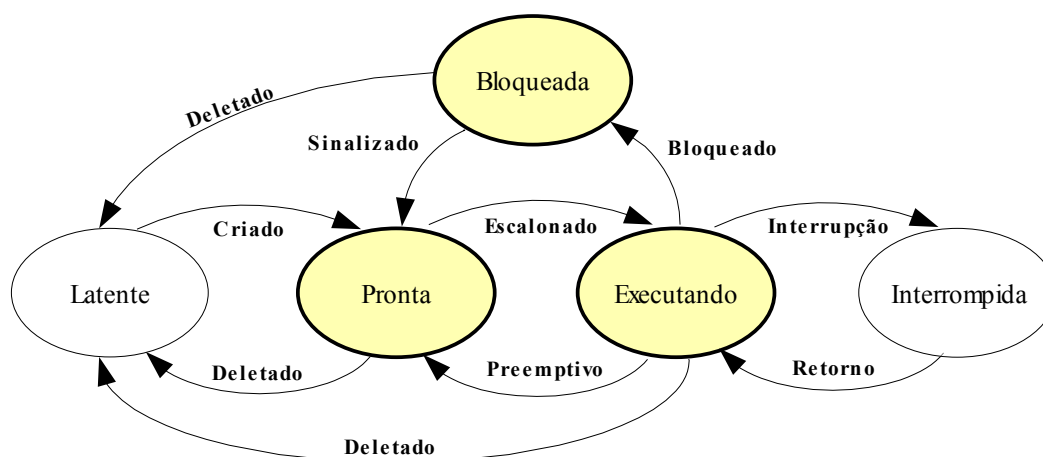 Bloqueada
Deletado
Sinalizado
Bloqueado
Criado
Escalonado
Interrupção
Latente
Pronta
Executando
Interrompida
Deletado
Preemptivo
Retorno
Deletado